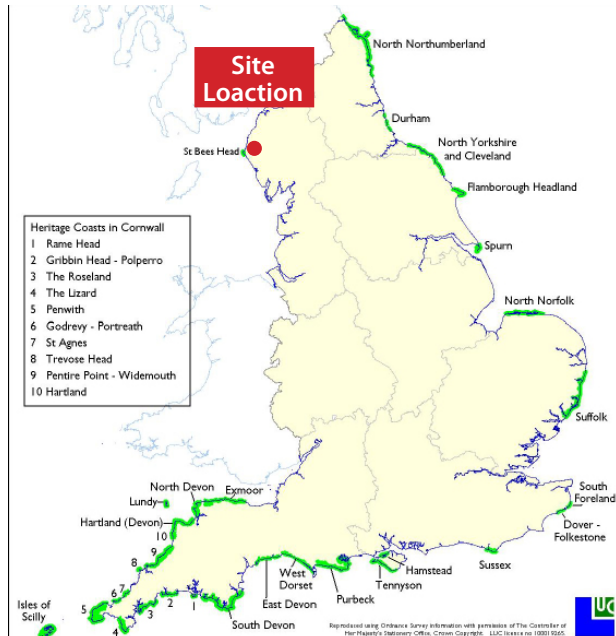 North Northumberland
Site
Loaction
Durham
St Bees Head
North Yorkshire
and Cleveland
Flamborough Headland
Heritage Coasts in Cornwall
1 Rame Head
2 Gribbin Head - Polperro
3 The Roseland
4 The Lizard
5 Penwith
6 Godrevy - Portreath
7 St Agnes
8 Trevose Head
9 Pentire Point - Widemouth
10 Hartland
Spurn
North Norfolk
Suffolk
North Devon
Exmoor
Lundy
Hartland (Devon)
10
9
8
7
6
5
4
3
2
1
South
Foreland
Dover -
Folkestone
Hamstead
Sussex
Tennyson
West
Dorset
Purbeck
East Devon
South Devon
Isles of
Scilly
Reproduced using Ordnance Survey information with permission of The Controller of
Her Majesty's Stationery Office, Crown Copyright. LUC licence no 100019265.
LUC